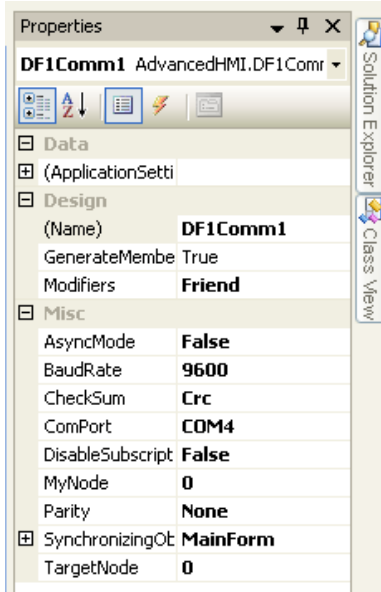 Properties
DF1Comm1 AdvancedHMI.DF1Comr
Data
(ApplicationSetti
Design
(Name) DF1Comm1
GenerateMembe True
Modifiers Friend
Misc
AsyncMode False
BaudRate 9600
CheckSum Crc
ComPort COM4
DisableSubscript False
MyNode 0
Parity None
SynchronizingOb MainForm
TargetNode 0
Solution Explorer
Class View